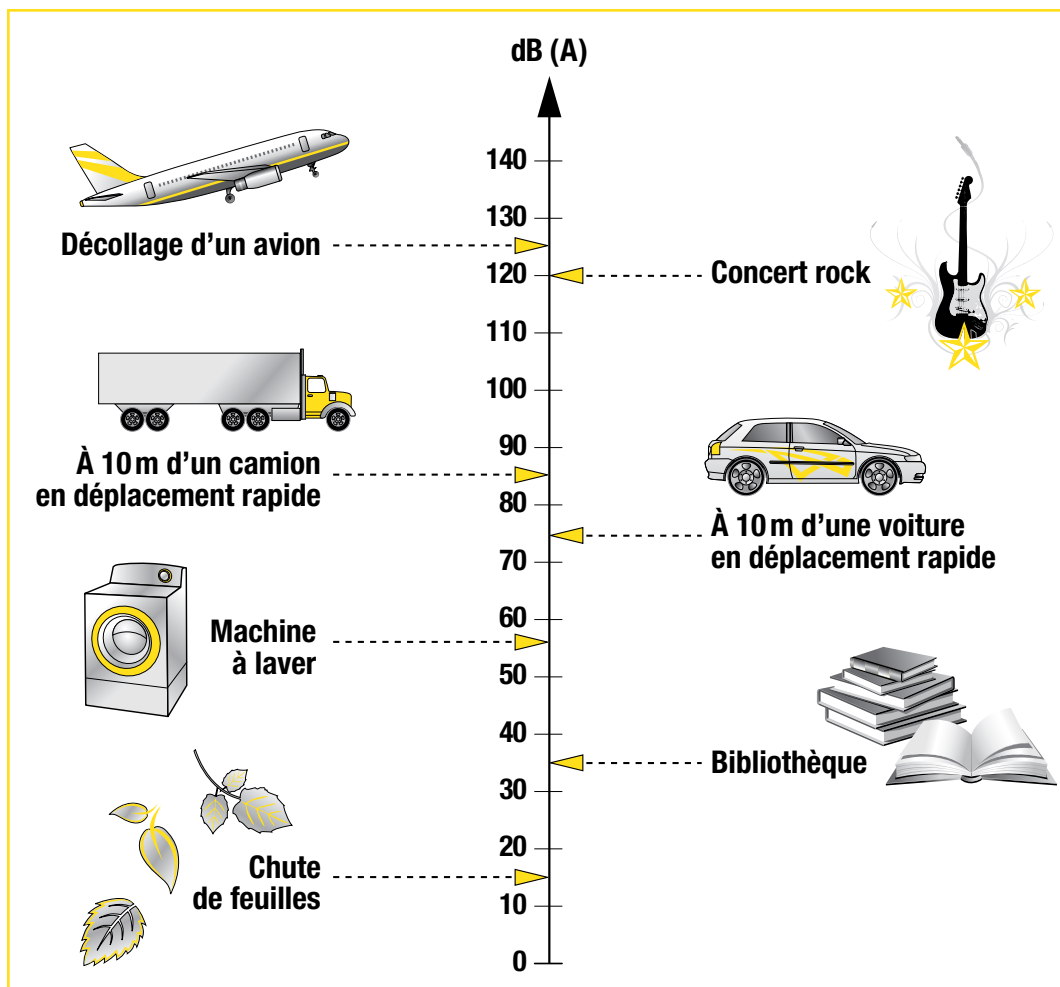 dB (A)
140
130
Décollage d’un avion
120
Concert rock
110
100
90
À 10 m d’un camion
en déplacement rapide
80
À 10 m d’une voiture
en déplacement rapide
70
60
Machine
à laver
50
40
Bibliothèque
30
20
Chute
de feuilles
10
0